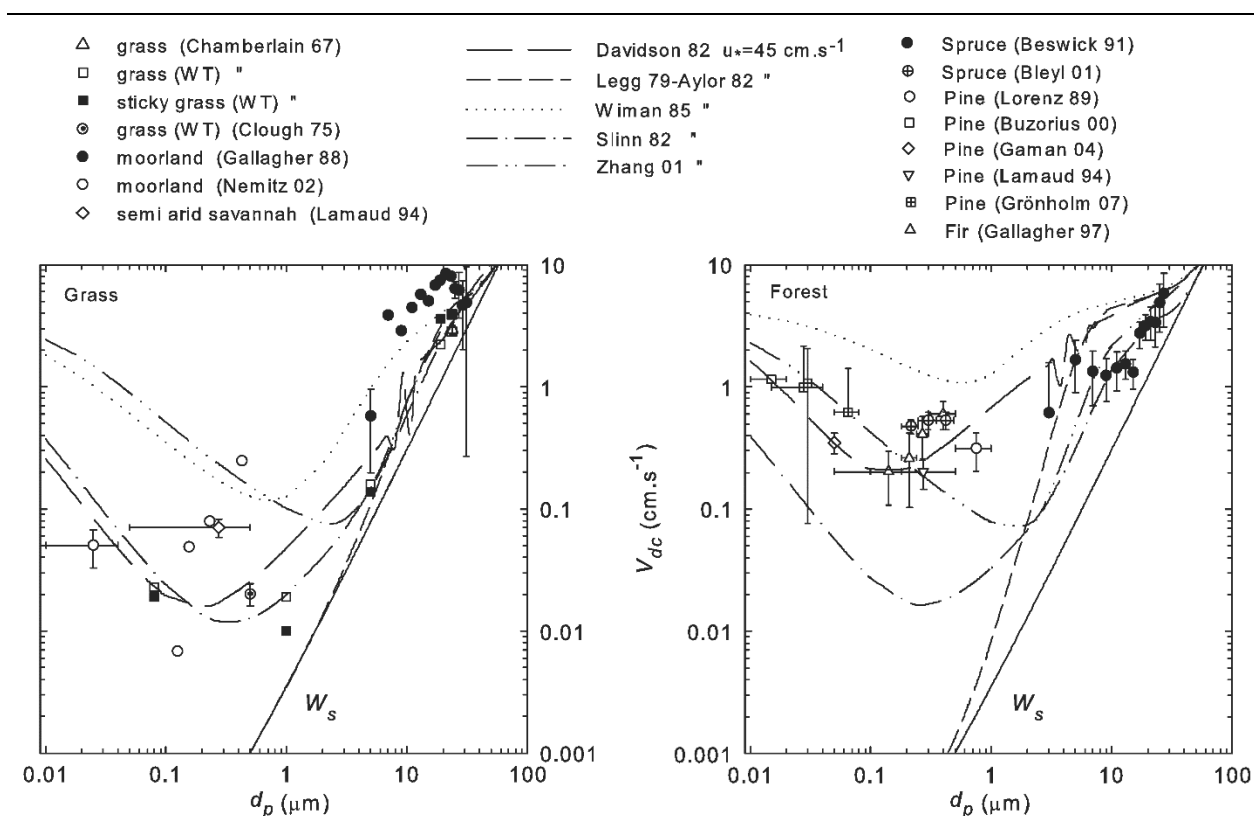 grass (Chamberlain 67)
grass (WT) "
sticky grass (WT) "
grass (WT) (Clough 75)
moorland (Gallagher 88)
moorland (Nemitz 02)
semi arid savannah (Lamaud 94)
Davidson 82 u*=45 cm.s-1
Legg 79-Aylor 82 "
Wiman 85 "
Slinn 82 "
Zhang 01 "
Spruce (Beswick 91)
Spruce (Bleyl 01)
Pine (Lorenz 89)
Pine (Buzorius 00)
Pine (Gaman 04)
Pine (Lamaud 94)
Pine (Grönholm 07)
Fir (Gallagher 97)
Grass
10
1
0.1
0.01
0.001
Ws
0.01
0.1
1
10
100
dp (μm)
Vdc (cm.s-1)
Forest
10
1
0.1
0.01
0.001
Ws
0.01
0.1
1
10
100
dp (μm)